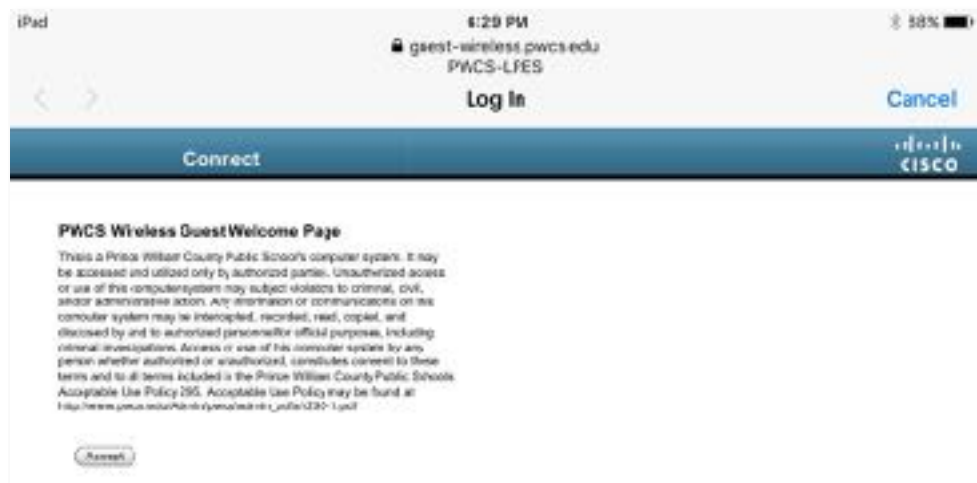 iPad
6:29 PM
58%
guest-wireless.pwcs.edu
PWCS-LPES
Log In
Cancel
Connect
CISCO
PWCS Wireless Guest Welcome Page
This is a Prince William County Public School's computer system. It may
be accessed and utilized only by authorized parties. Unauthorized access
or use of this computer system may subject violators to criminal, civil,
and/or administrative action. Any information or communications on this
computer system may be intercepted, recorded, read, copied, and
disclosed by and to authorized personnel for official purposes, including
criminal investigations. Access or use of this computer system by any
person whether authorized or unauthorized, constitutes consent to these
terms and to all terms included in the Prince William County Public Schools
Acceptable Use Policy 295. Acceptable Use Policy may be found at
Accept